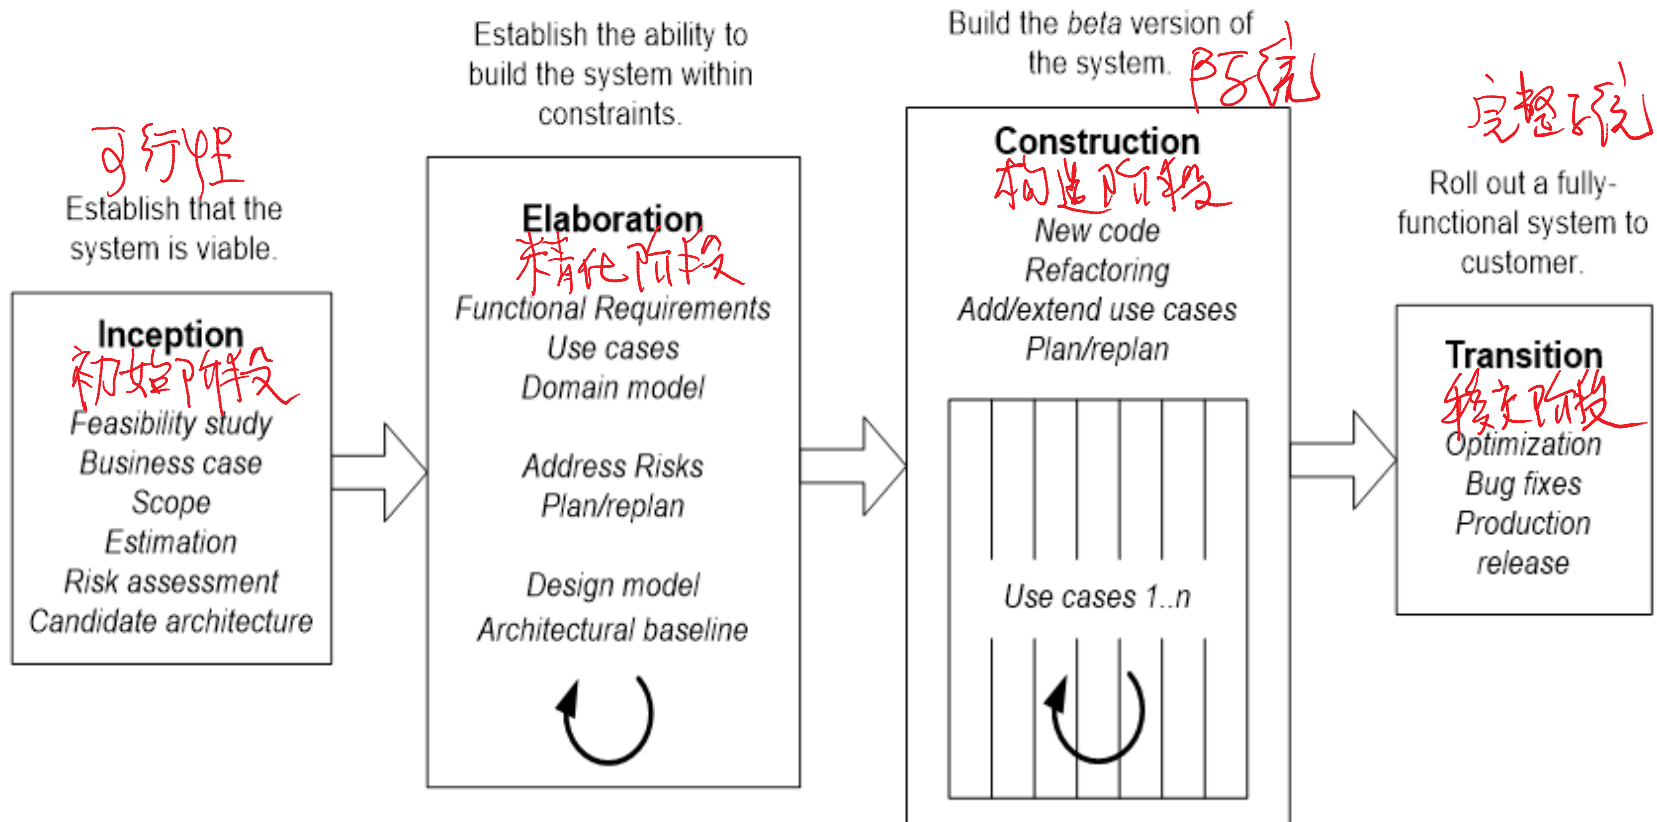 可行性
Establish that the
system is viable.
Inception
初始阶段
Feasibility study
Business case
Scope
Estimation
Risk assessment
Candidate architecture
Establish the ability to
build the system within
constraints.
Elaboration
精化阶段
Functional Requirements
Use cases
Domain model
Address Risks
Plan/replan
Design model
Architectural baseline
Build the beta version of
the system.
β系统
Construction
构造阶段
New code
Refactoring
Add/extend use cases
Plan/replan
Use cases 1..n
完整系统
Roll out a fully-
functional system to
customer.
Transition
移交阶段
Optimization
Bug fixes
Production
release